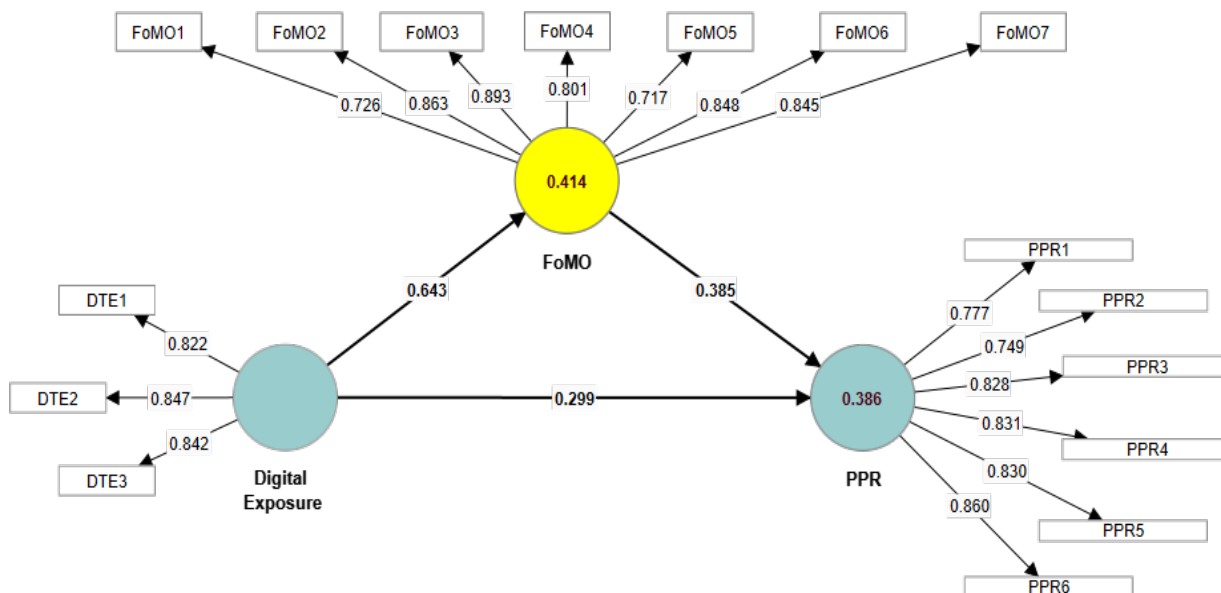 FoMO1
FoMO2
FoMO3
FoMO4
FoMO5
FoMO6
FoMO7
0.726
0.863
0.893
0.801
0.717
0.848
0.845
0.414
FoMO
0.643
0.385
DTE1
DTE2
DTE3
0.822
0.847
0.842
Digital
Exposure
0.299
0.386
PPR
0.777
0.749
0.828
0.831
0.830
0.860
PPR1
PPR2
PPR3
PPR4
PPR5
PPR6